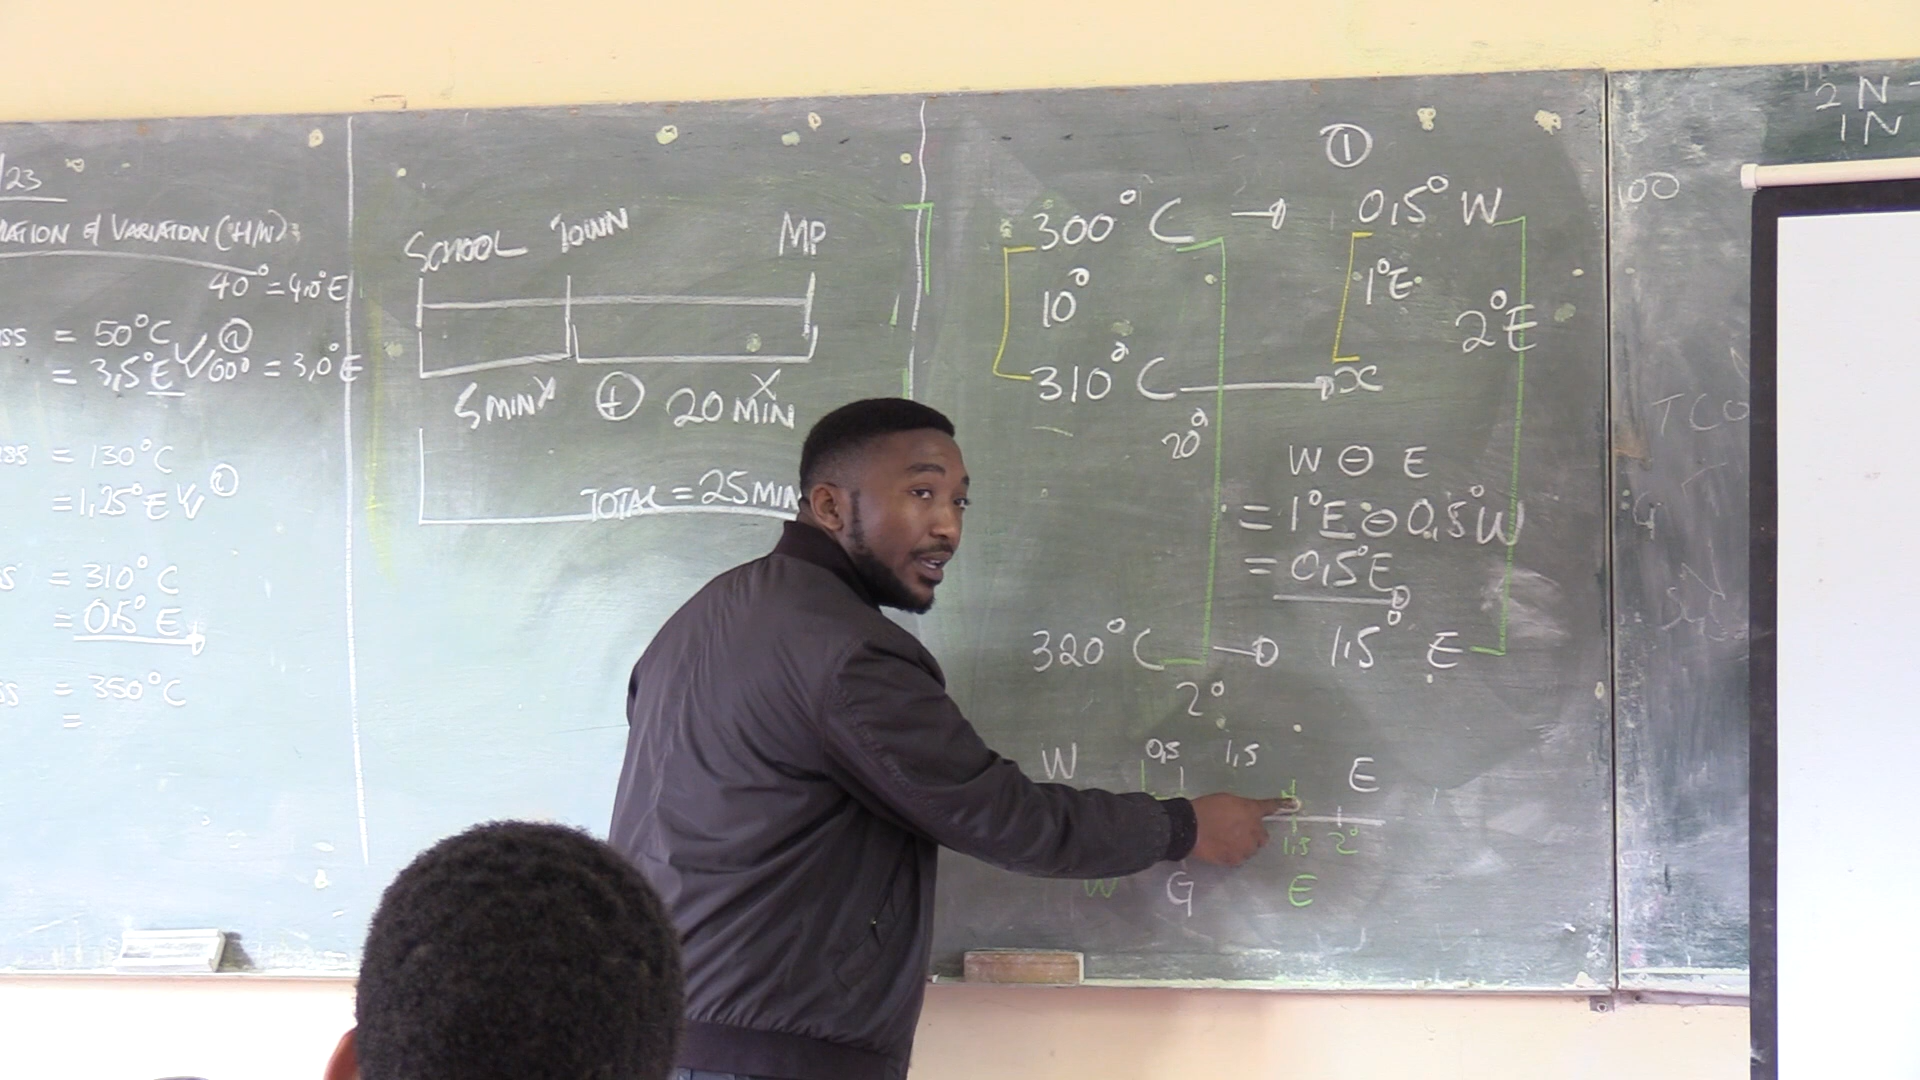 /23
MATION & VARIATION (H/W)
40° = 4,0°E
SS = 50°C
= 3,5°E 60° = 3,0°E
SS = 130°C
= 1,25°E
S = 310°C
= 0,5°E
SS = 350°C
=
SCHOOL TOWN MP
5 MIN + 20 MIN
TOTAL = 25 MIN
1
300°C → 0,5°W
10° 1°E 2°E
310°C → x
20°
W - E
= 1°E - 0,5°W
= 0,5°E
320°C → 1,5° E
2°
W 0,5 1,5 E
1,5 2°
W G E
2 N
1 N
100
TCO